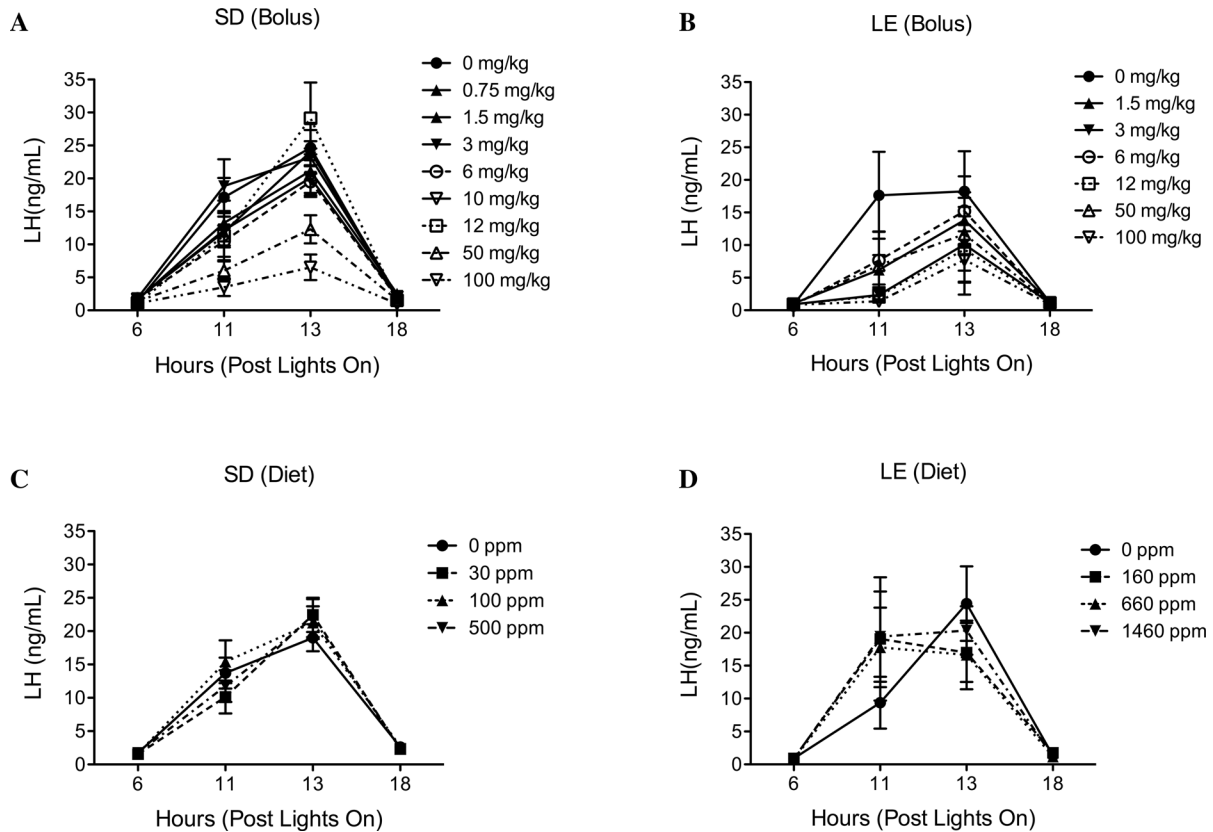 A
SD (Bolus)
LH(ng/mL)
35
30
25
20
15
10
5
0
6
11
13
18
Hours (Post Lights On)
0 mg/kg
0.75 mg/kg
1.5 mg/kg
3 mg/kg
6 mg/kg
10 mg/kg
12 mg/kg
50 mg/kg
100 mg/kg
B
LE (Bolus)
LH (ng/mL)
35
30
25
20
15
10
5
0
6
11
13
18
Hours (Post Lights On)
0 mg/kg
1.5 mg/kg
3 mg/kg
6 mg/kg
12 mg/kg
50 mg/kg
100 mg/kg
C
SD (Diet)
LH (ng/mL)
35
30
25
20
15
10
5
0
6
11
13
18
Hours (Post Lights On)
0 ppm
30 ppm
100 ppm
500 ppm
D
LE (Diet)
LH(ng/mL)
35
30
25
20
15
10
5
0
6
11
13
18
Hours (Post Lights On)
0 ppm
160 ppm
660 ppm
1460 ppm